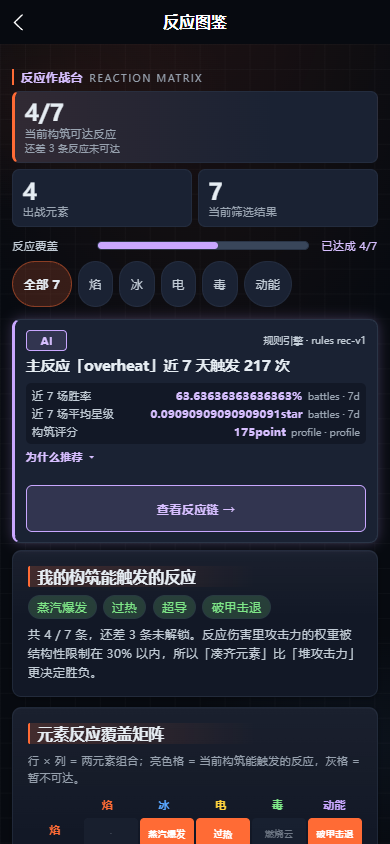 反应图鉴
反应作战台 REACTION MATRIX
4/7
当前构筑可达反应
还差 3 条反应未可达
4
出战元素
7
当前筛选结果
反应覆盖 已达成 4/7
全部 7 焰 冰 电 毒 动能
AI 规则引擎 · rules rec-v1
主反应「overheat」近 7 天触发 217 次
近 7 场胜率 63.63636363636363% battles · 7d
近 7 场平均星级 0.09090909090909091star battles · 7d
构筑评分 175point profile · profile
为什么推荐
查看反应链 →
我的构筑能触发的反应
蒸汽爆发 过热 超导 破甲击退
共 4 / 7 条，还差 3 条未解锁。反应伤害里攻击力的权重被
结构性限制在 30% 以内，所以「凑齐元素」比「堆攻击力」
更决定胜负。
元素反应覆盖矩阵
行 × 列 = 两元素组合；亮色格 = 当前构筑能触发的反应，灰格 =
暂不可达。
焰 冰 电 毒 动能
焰 - 蒸汽爆发 过热 燃烧云 破甲击退